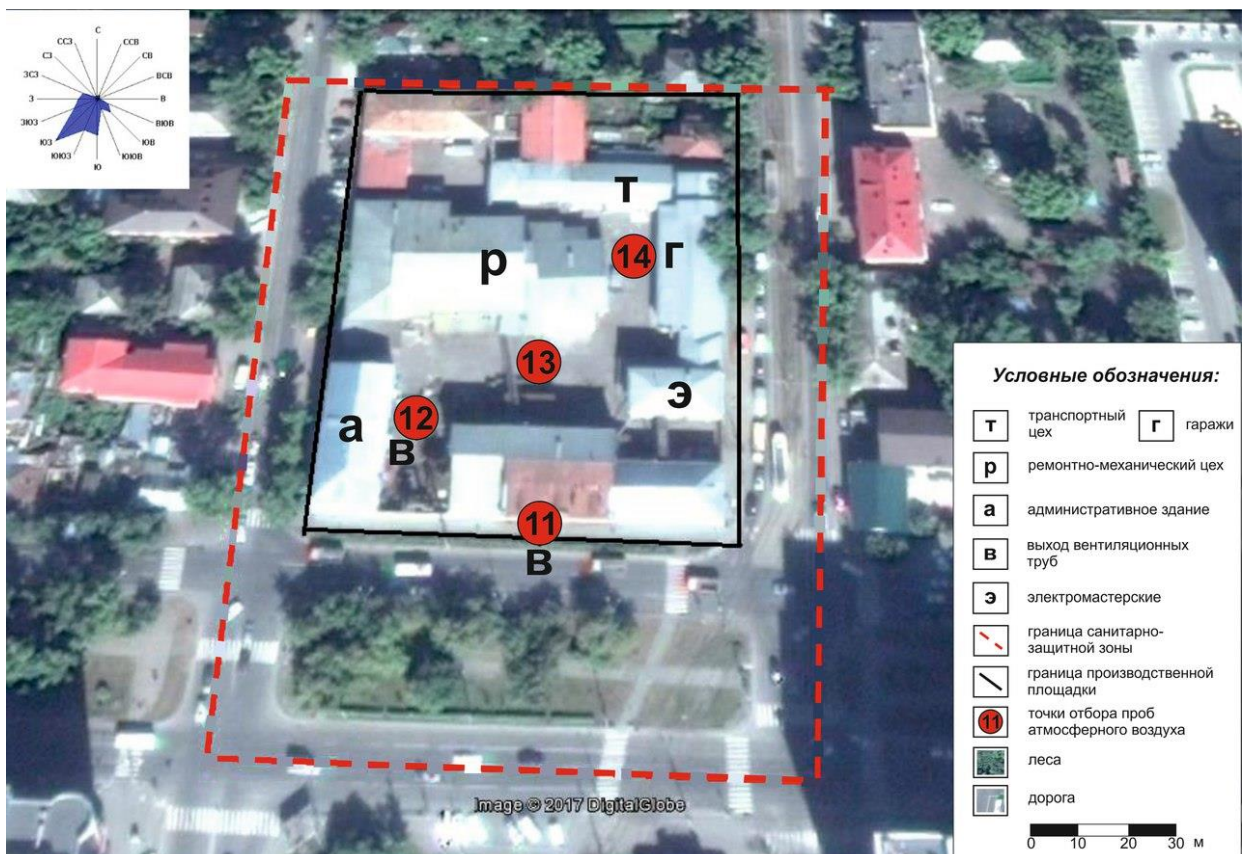 С
ССЗ
ССВ
СЗ
СВ
ЗСЗ
ВСВ
З
В
ЗЮЗ
ВЮВ
ЮЗ
ЮВ
ЮЮЗ
ЮЮВ
Ю
т
г
14
р
13
э
12
а
в
11
в
Условные обозначения:
т транспортный цех
г гаражи
р ремонтно-механический цех
а административное здание
в выход вентиляционных
труб
э электромастерские
граница санитарно-
защитной зоны
граница производственной
площадки
11 точки отбора проб
атмосферного воздуха
леса
дорога
0 10 20 30 м
Image © 2017 DigitalGlobe